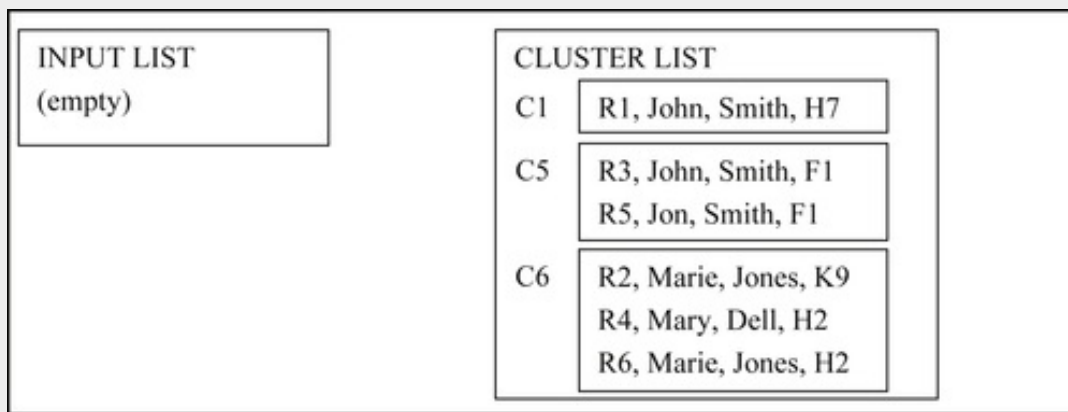 INPUT LIST
(empty)
CLUSTER LIST
C1 R1, John, Smith, H7
C5 R3, John, Smith, F1
R5, Jon, Smith, F1
C6 R2, Marie, Jones, K9
R4, Mary, Dell, H2
R6, Marie, Jones, H2